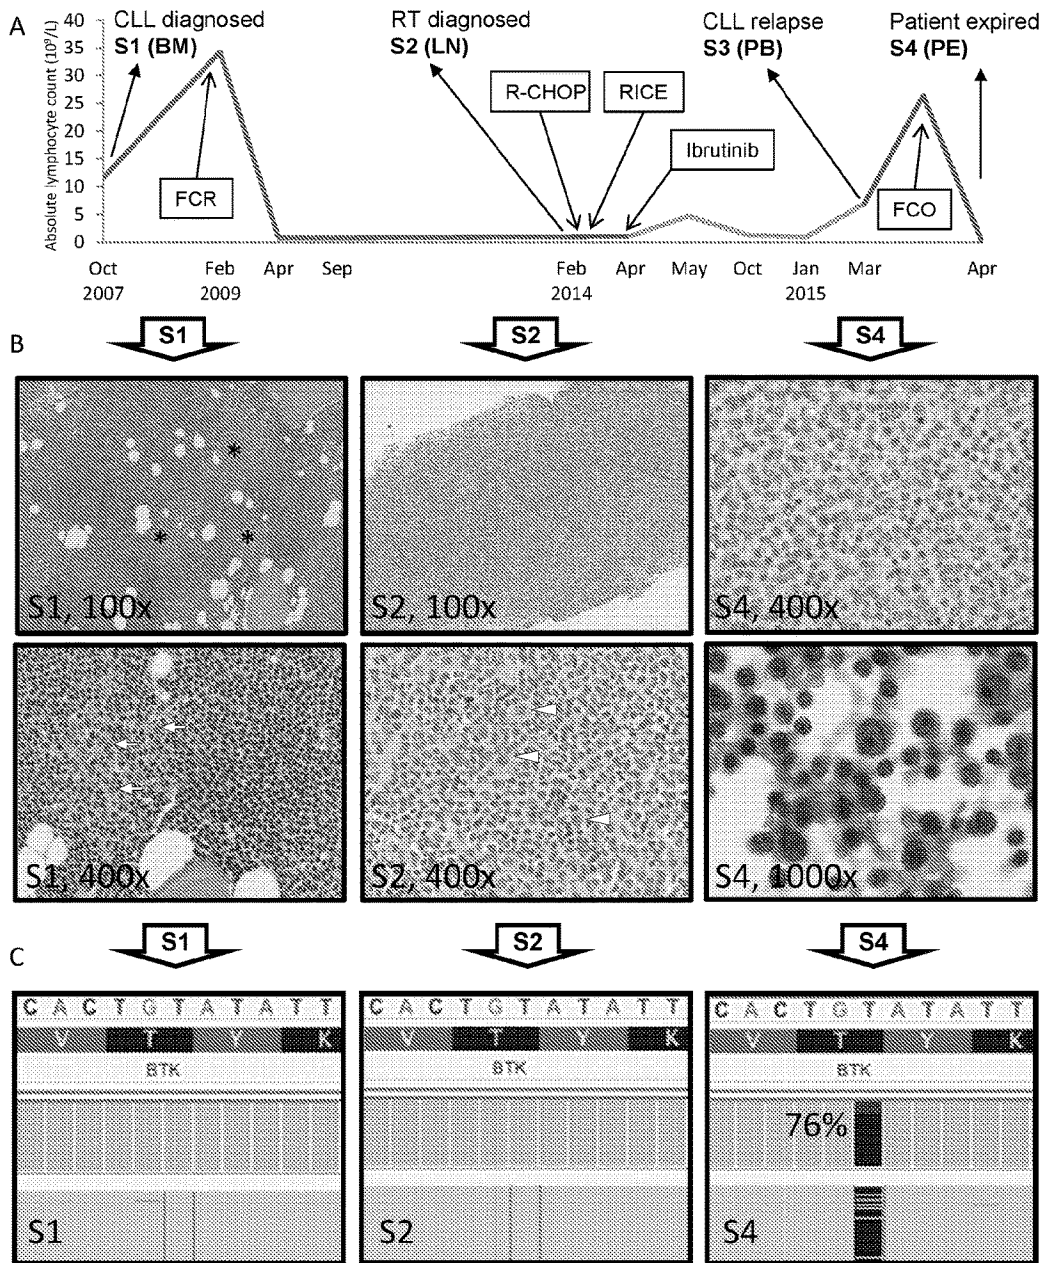 A
Absolute lymphocyte count (10⁹/L)
40
35
30
25
20
15
10
5
0
CLL diagnosed
S1 (BM)
RT diagnosed
S2 (LN)
CLL relapse
S3 (PB)
Patient expired
S4 (PE)
FCR
R-CHOP
RICE
Ibrutinib
FCO
Oct Feb Apr Sep Feb Apr May Oct Jan Mar Apr
2007 2009 2014 2015
S1 S2 S4
B
S1, 100x S2, 100x S4, 400x
S1, 400x S2, 400x S4, 1000x
S1 S2 S4
C
C A C T G T A T A T T C A C T G T A T A T T C A C T G T A T A T T
V T Y K V T Y K V T Y K
BTK BTK BTK
76%
S1 S2 S4